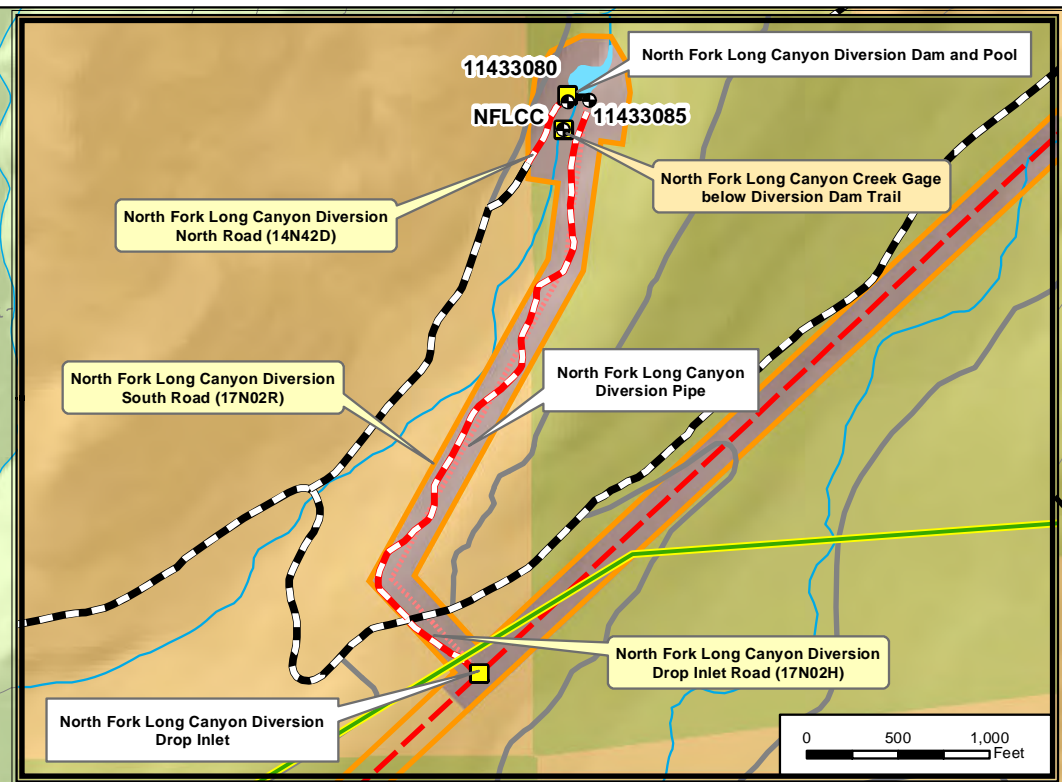 North Fork Long Canyon Diversion Dam and Pool
11433080
NFLCC
11433085
North Fork Long Canyon Creek Gage
below Diversion Dam Trail
North Fork Long Canyon Diversion
North Road (14N42D)
North Fork Long Canyon Diversion
South Road (17N02R)
North Fork Long Canyon
Diversion Pipe
North Fork Long Canyon Diversion
Drop Inlet Road (17N02H)
North Fork Long Canyon Diversion
Drop Inlet
0 500 1,000
Feet